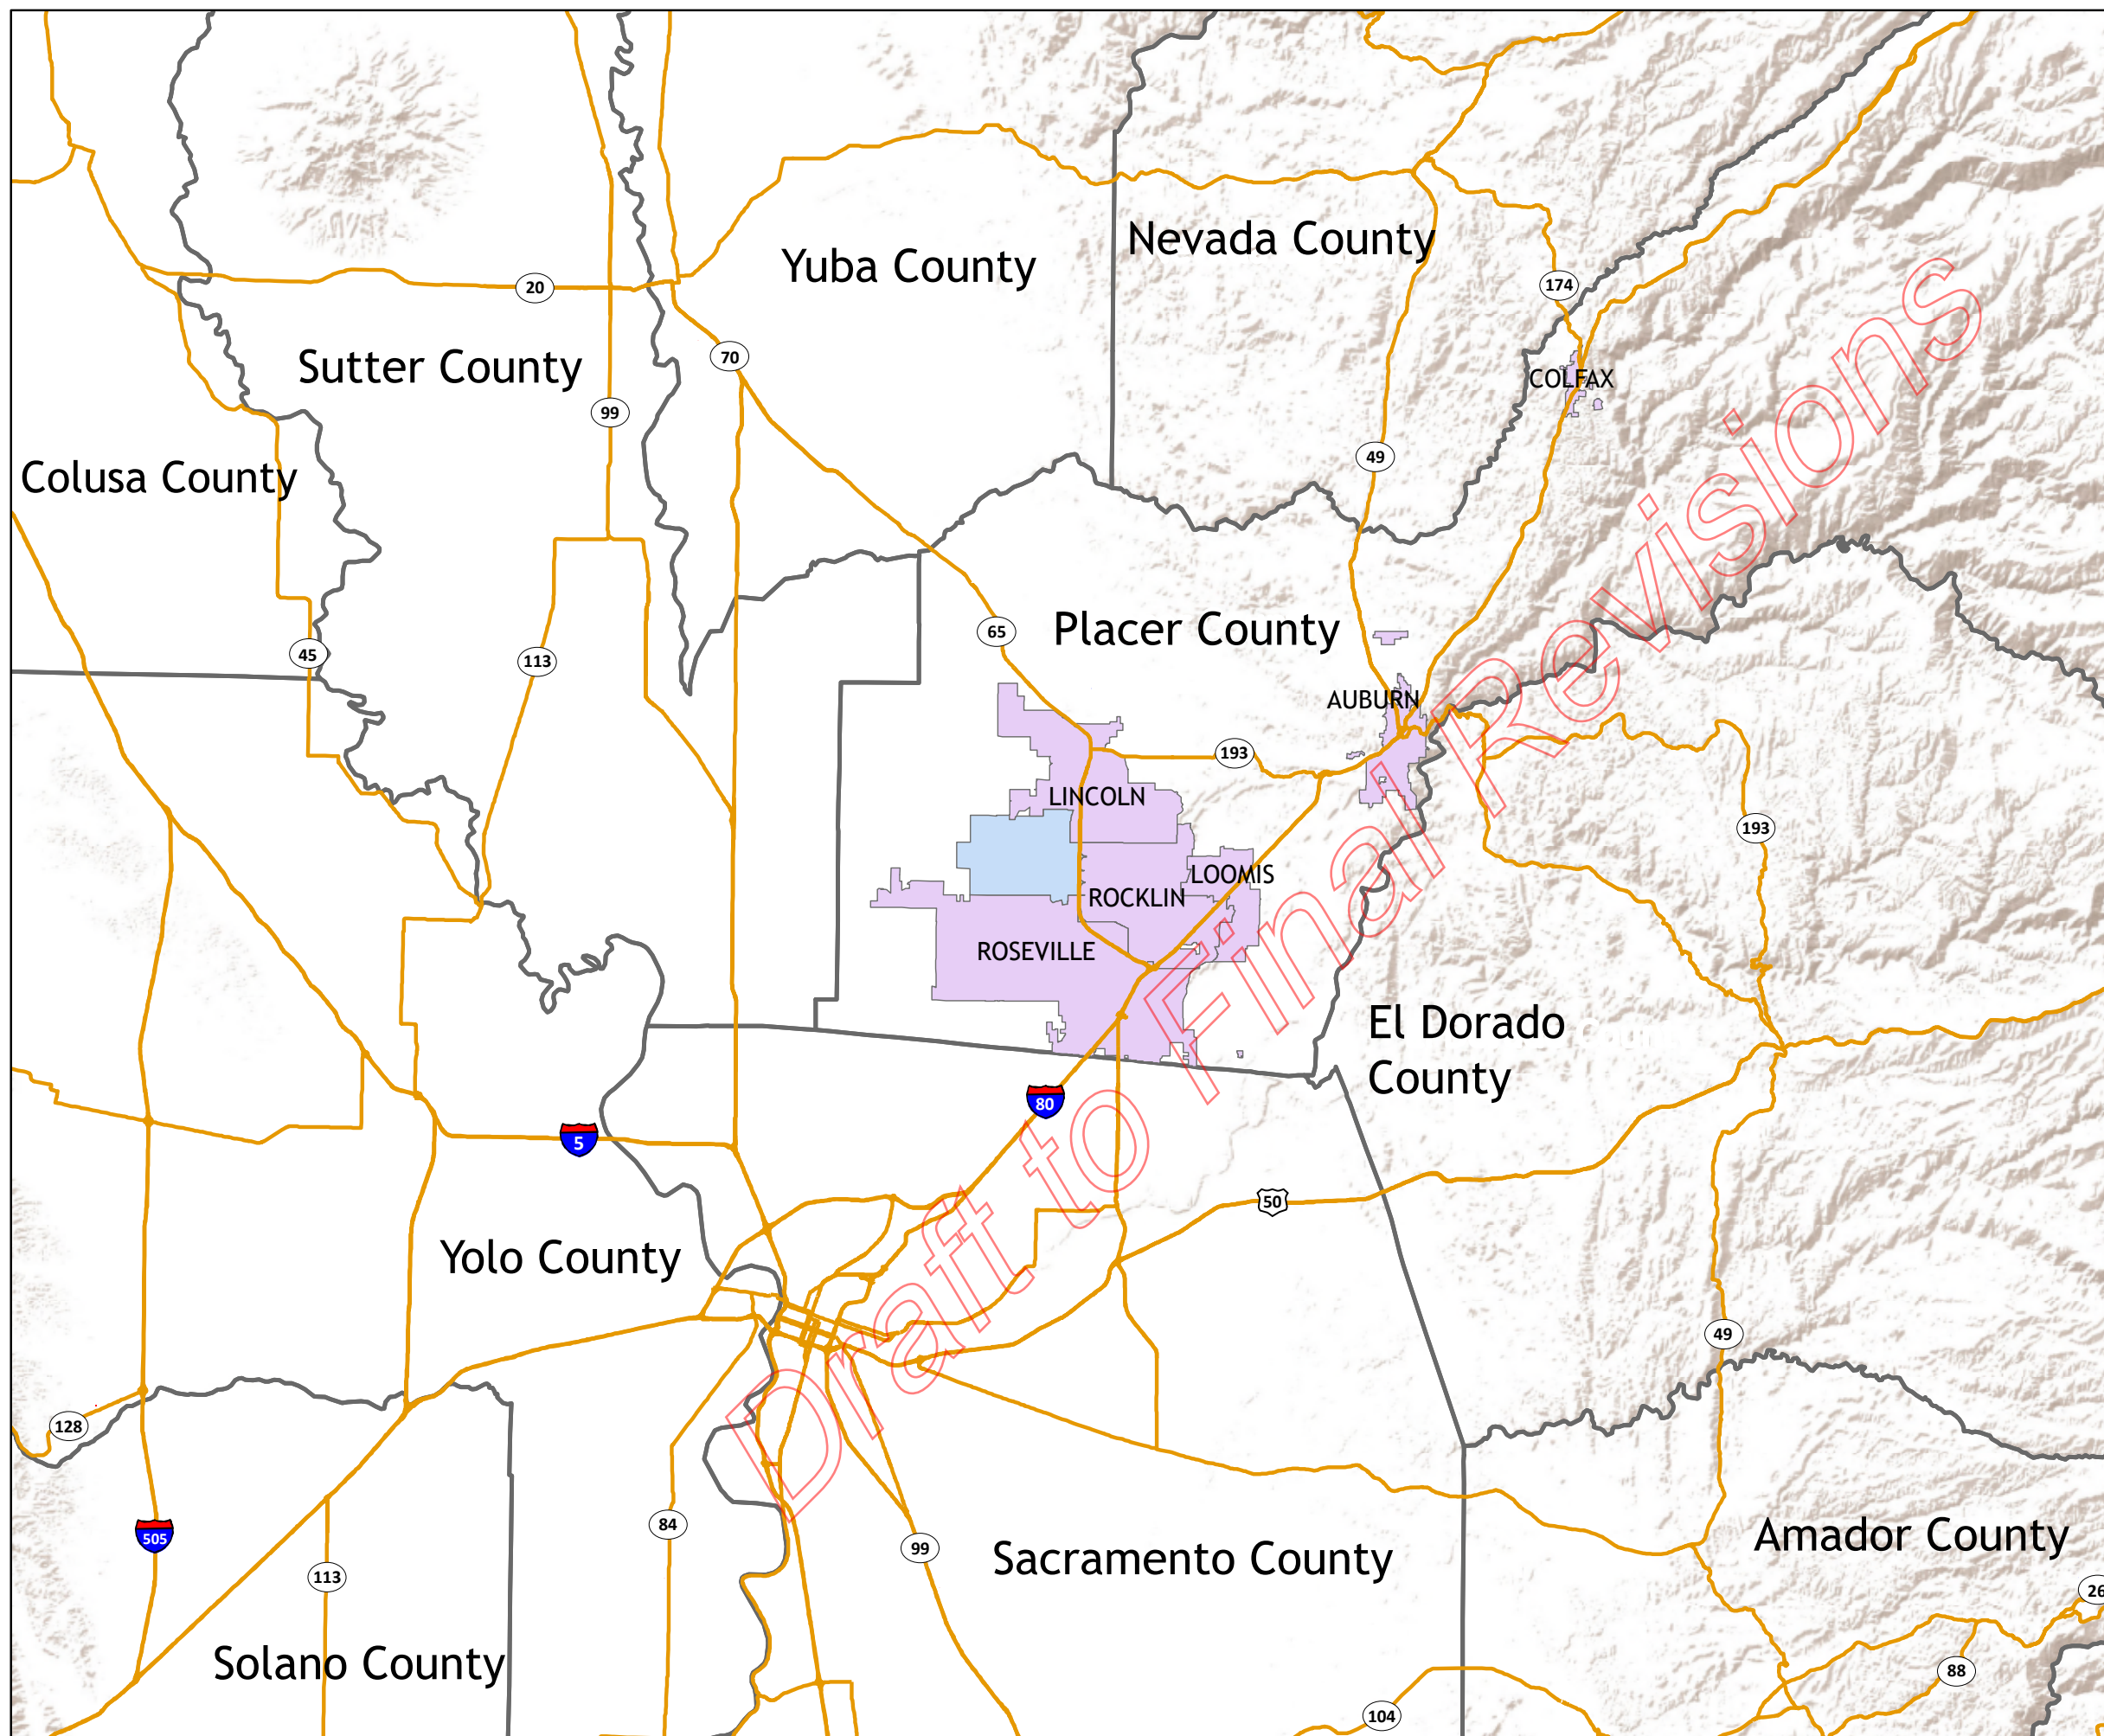 Nevada County
Yuba County
174
20
70
Sutter County
COLFAX
99
49
Colusa County
Placer County
65
45
113
AUBURN
193
LINCOLN
193
LOOMIS
ROCKLIN
ROSEVILLE
El Dorado
County
80
5
50
Yolo County
49
128
84
505
99
Amador County
Sacramento County
113
26
Solano County
88
104
Draft to Final Revisions